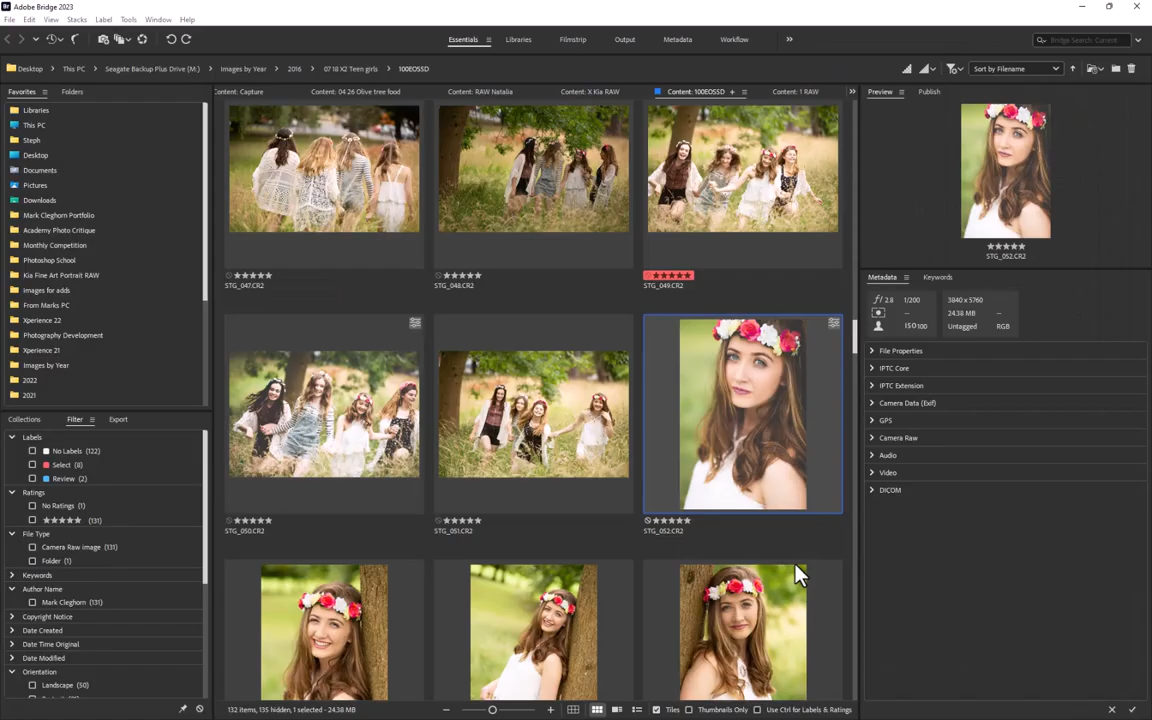 Br Adobe Bridge 2023
File Edit View Stacks Label Tools Window Help
Essentials Libraries Filmstrip Output Metadata Workflow Bridge Search: Current
Desktop This PC Seagate Backup Plus Drive (M:) Images by Year 2016 07 18 X2 Teen girls 100EOS5D Sort by Filename
Favorites Folders
Content: Capture Content: 04 26 Olive tree food Content: RAW Natalia Content: X Kia RAW Content: 100EOS5D Content: 1 RAW
Preview Publish
Libraries
This PC
Steph
Desktop
Documents
Pictures
Downloads
Mark Cleghorn Portfolio
Academy Photo Critique
Monthly Competition
Photoshop School
Kia Fine Art Portrait RAW
Images for adds
From Marks PC
Xperience 22
Photography Development
Xperience 21
Images by Year
2022
2021
STG_047.CR2
STG_048.CR2
STG_049.CR2
STG_050.CR2
STG_051.CR2
STG_052.CR2
STG_052.CR2
Metadata Keywords
f/ 2.8 1/200
-- 
ISO100
3840 x 5760
24.38 MB --
Untagged RGB
File Properties
IPTC Core
IPTC Extension
Camera Data (Exif)
GPS
Camera Raw
Audio
Video
DICOM
Collections Filter Export
Labels
No Labels (122)
Select (8)
Review (2)
Ratings
No Ratings (1)
★★★★★ (131)
File Type
Camera Raw image (131)
Folder (1)
Keywords
Author Name
Mark Cleghorn (131)
Copyright Notice
Date Created
Date Time Original
Date Modified
Orientation
Landscape (50)
132 items, 135 hidden, 1 selected - 24.38 MB
Tiles Thumbnails Only Use Ctrl for Labels & Ratings